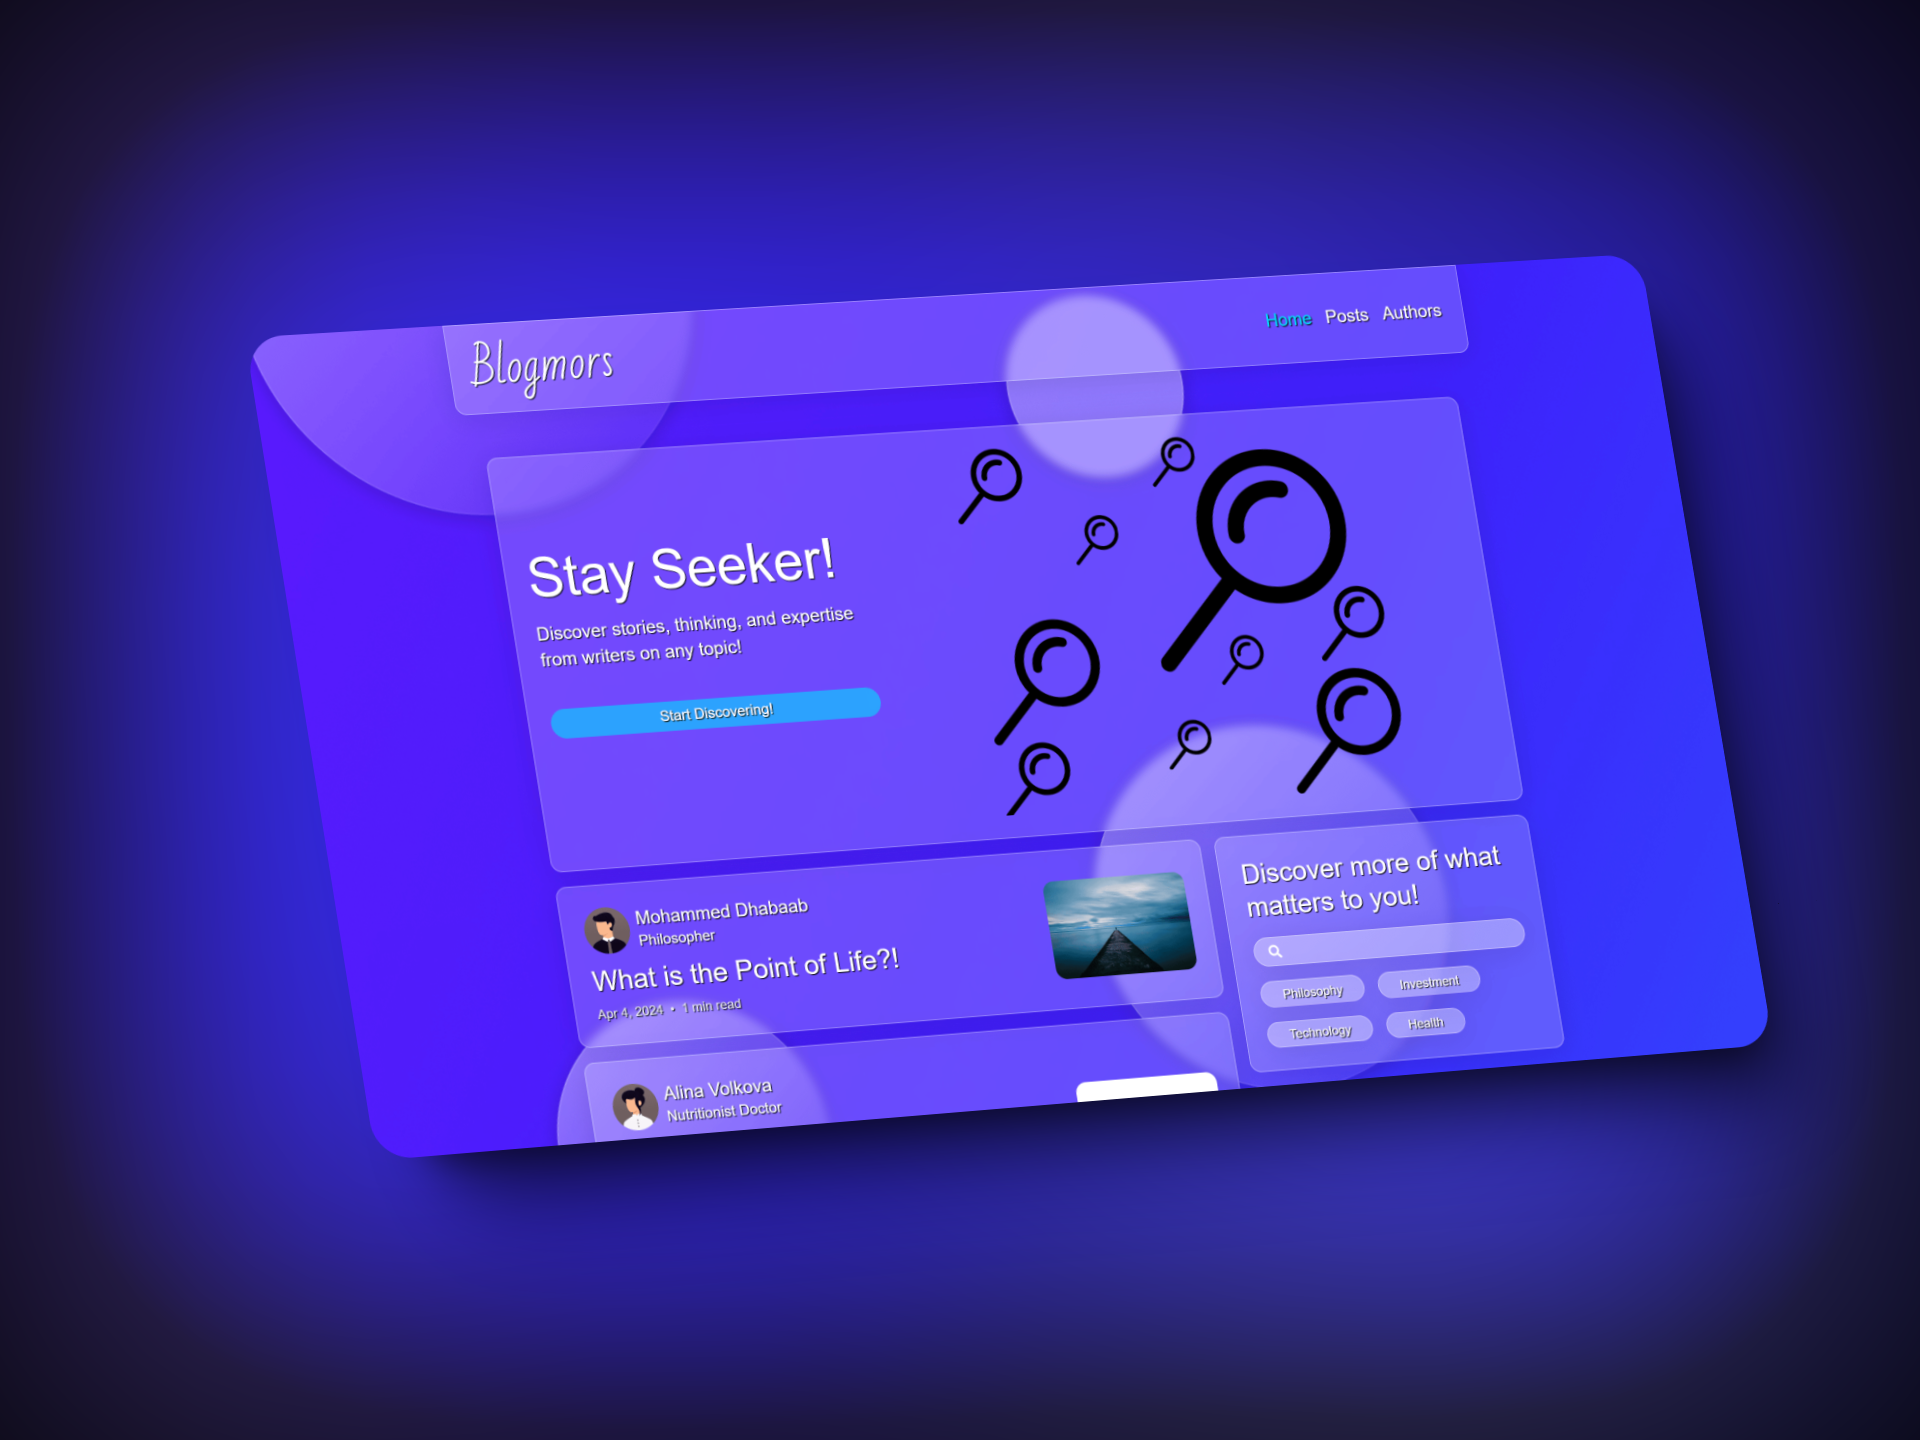 Blogmors
Home Posts Authors
Stay Seeker!
Discover stories, thinking, and expertise
from writers on any topic!
Start Discovering!
Mohammed Dhabaab
Philosopher
What is the Point of Life?!
Apr 4, 2024 • 1 min read
Alina Volkova
Nutritionist Doctor
Discover more of what
matters to you!
Philosophy Investment
Technology Health